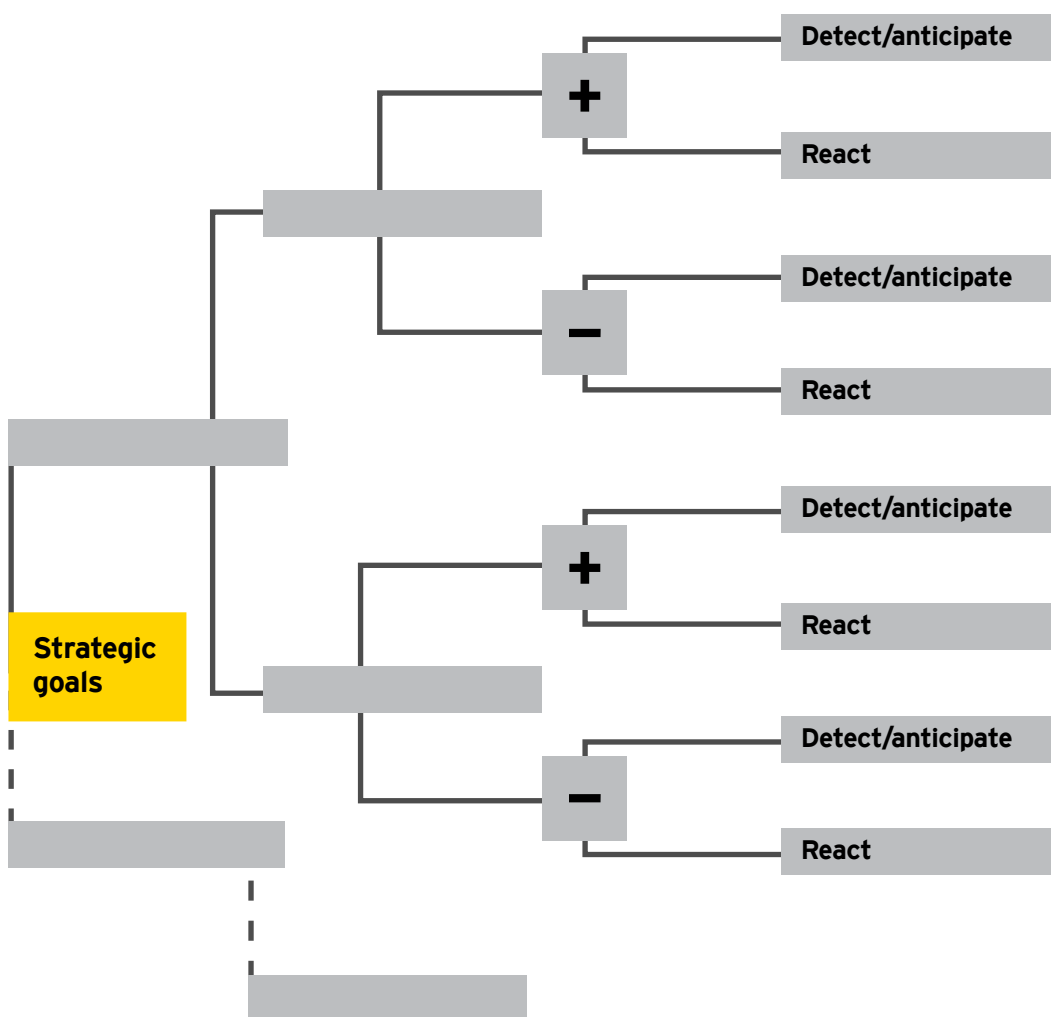 Detect/anticipate
+
React
Detect/anticipate
−
React
Detect/anticipate
+
React
Strategic
goals
Detect/anticipate
−
React